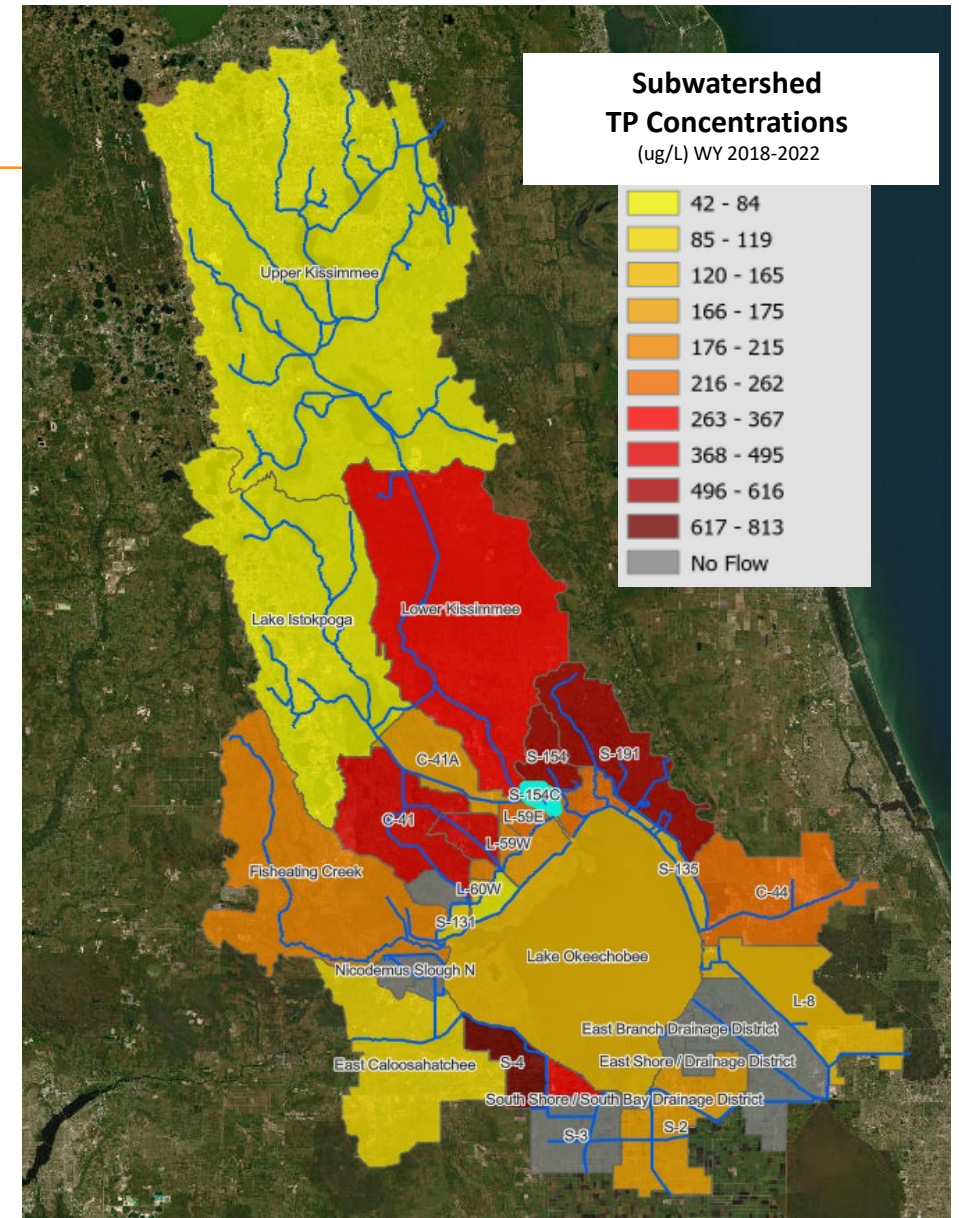 Subwatershed
TP Concentrations
(ug/L) WY 2018-2022
42 - 84
85 - 119
120 - 165
166 - 175
176 - 215
216 - 262
263 - 367
368 - 495
496 - 616
617 - 813
No Flow
Upper Kissimmee
Lower Kissimmee
Lake Istokpoga
S-154
S-191
C-41A
S-154C
L-59E
C-41
L-59W
Fisheating Creek
S-135
L-60W
C-44
S-131
Lake Okeechobee
Nicodemus Slough N
L-8
East Branch Drainage District
East Caloosahatchee
S-4
East Shore / Drainage District
South Shore / South Bay Drainage District
S-3
S-2